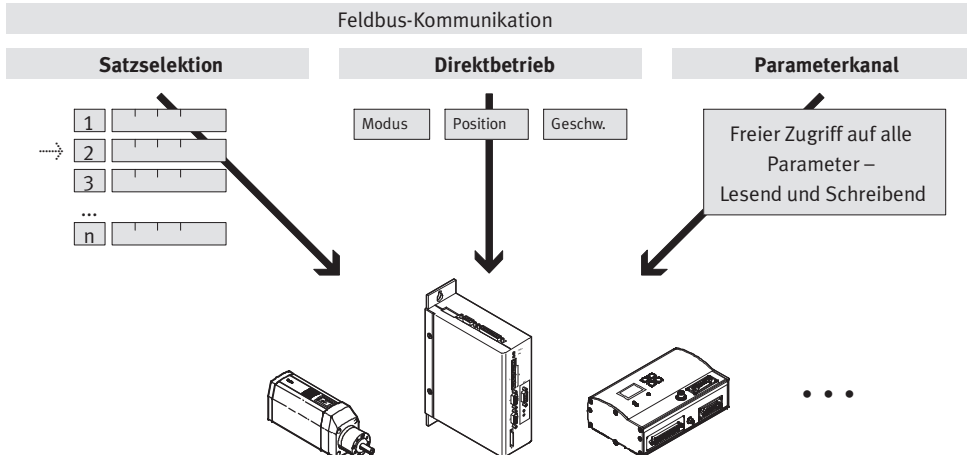 Feldbus-Kommunikation
Satzselektion
Direktbetrieb
Parameterkanal
1
2
3
...
n
Modus
Position
Geschw.
Freier Zugriff auf alle
Parameter –
Lesend und Schreibend
• • •